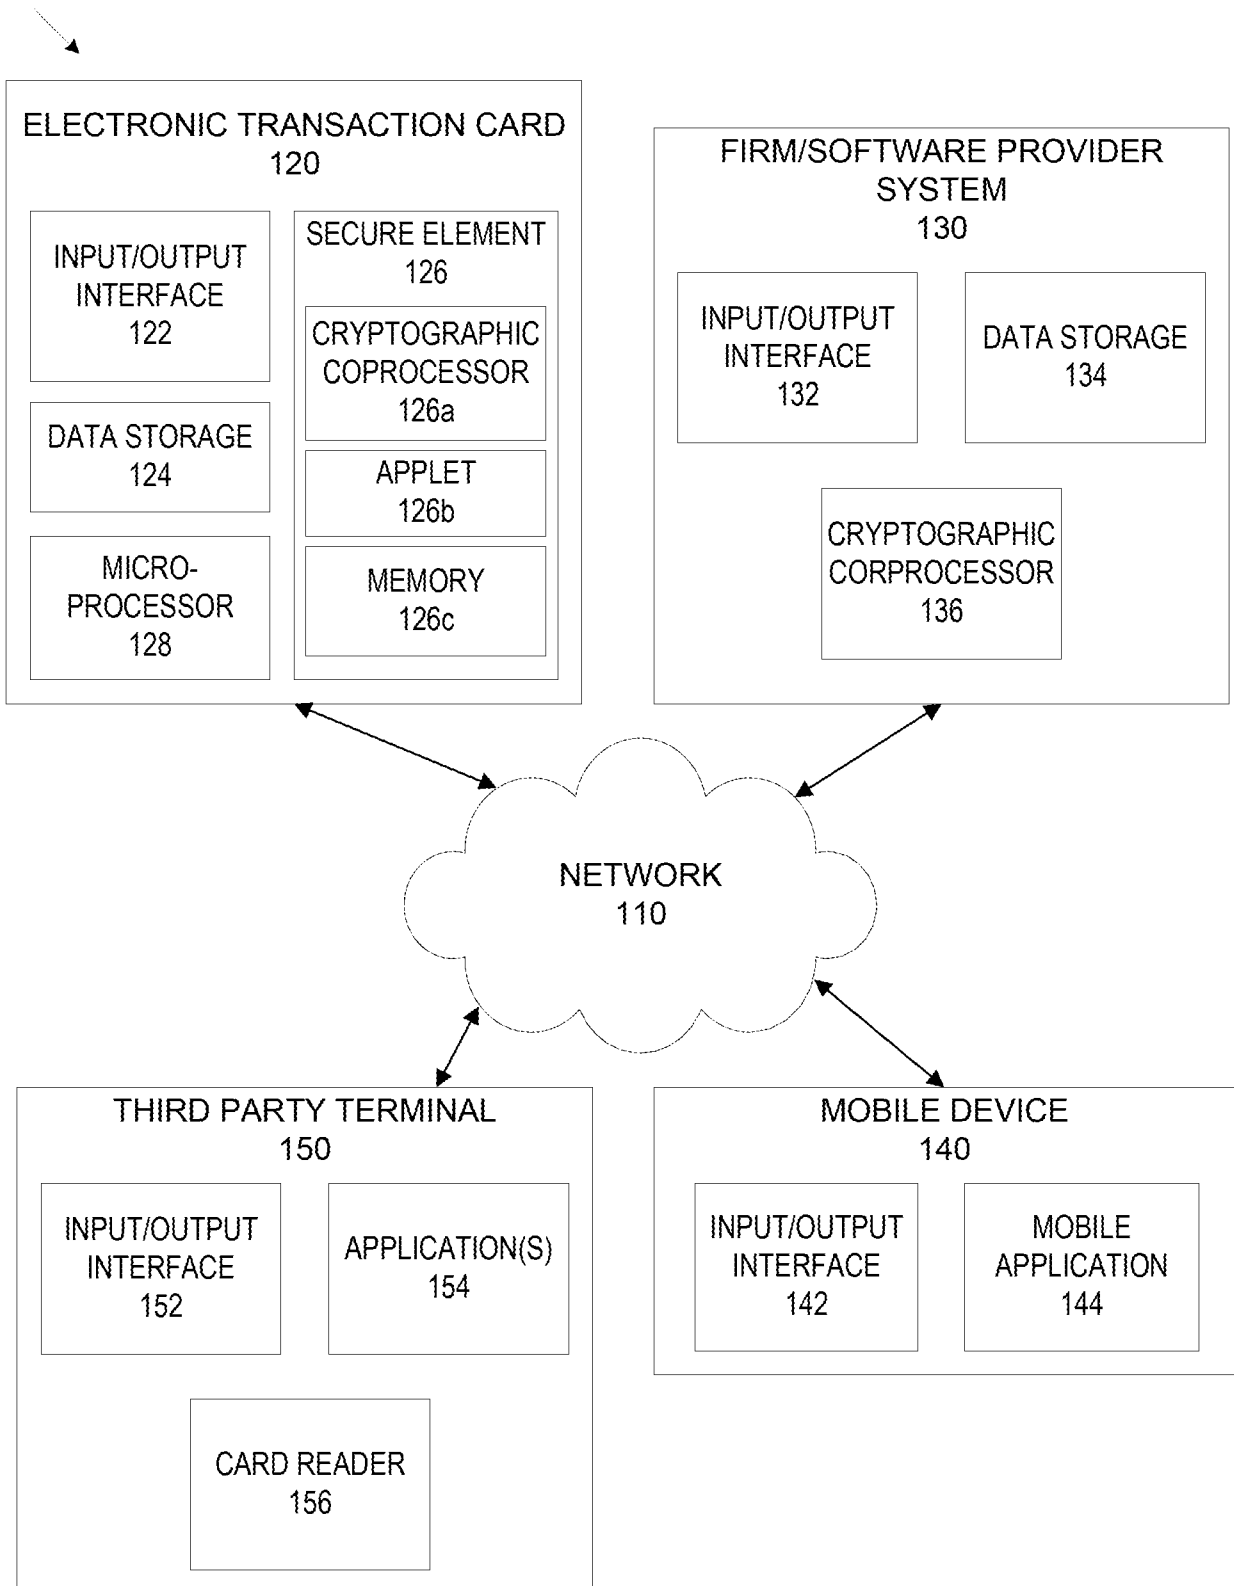 ELECTRONIC TRANSACTION CARD
120
INPUT/OUTPUT
INTERFACE
122
DATA STORAGE
124
MICRO-
PROCESSOR
128
SECURE ELEMENT
126
CRYPTOGRAPHIC
COPROCESSOR
126a
APPLET
126b
MEMORY
126c
FIRM/SOFTWARE PROVIDER
SYSTEM
130
INPUT/OUTPUT
INTERFACE
132
DATA STORAGE
134
CRYPTOGRAPHIC
CORPROCESSOR
136
NETWORK
110
THIRD PARTY TERMINAL
150
INPUT/OUTPUT
INTERFACE
152
APPLICATION(S)
154
CARD READER
156
MOBILE DEVICE
140
INPUT/OUTPUT
INTERFACE
142
MOBILE
APPLICATION
144